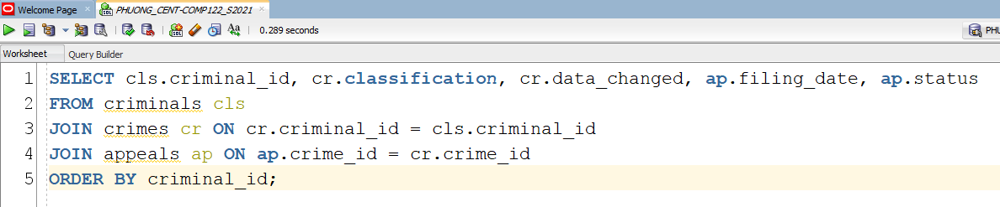 Welcome Page PHUONG_CENT-COMP122_S2021
0.289 seconds PHU
Worksheet Query Builder
1 SELECT cls.criminal_id, cr.classification, cr.data_changed, ap.filing_date, ap.status
2 FROM criminals cls
3 JOIN crimes cr ON cr.criminal_id = cls.criminal_id
4 JOIN appeals ap ON ap.crime_id = cr.crime_id
5 ORDER BY criminal_id;